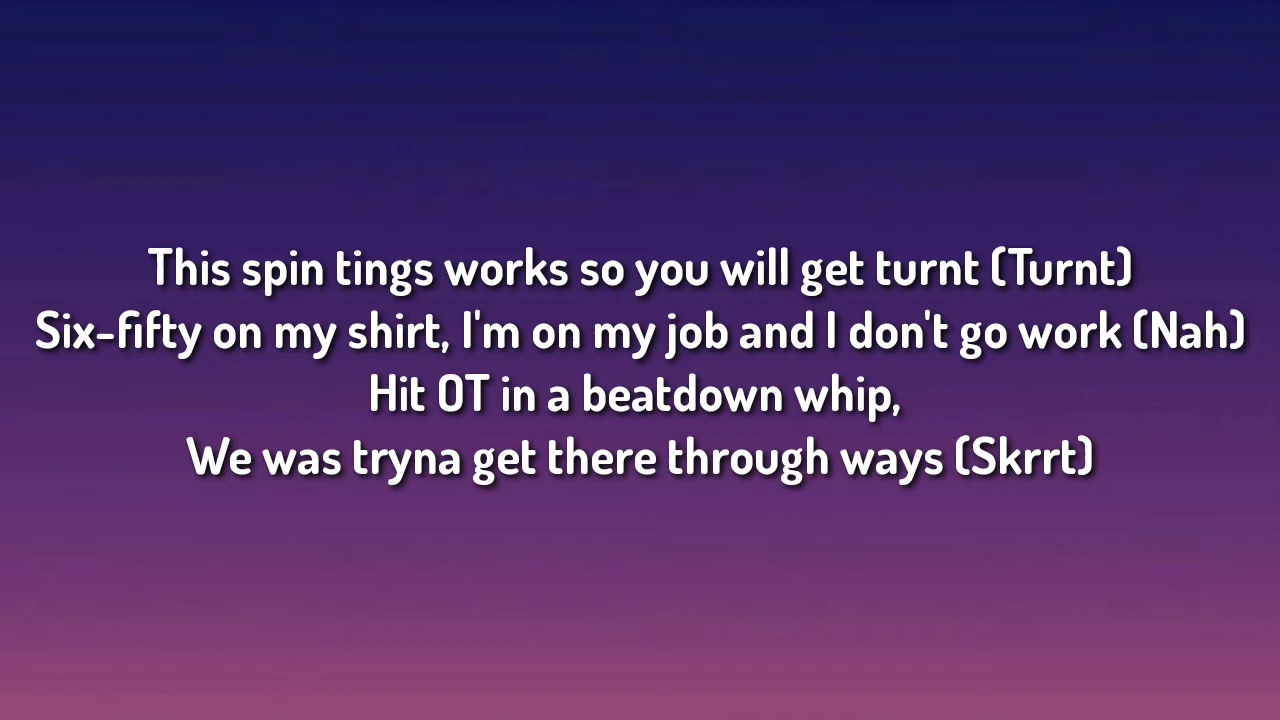 This spin tings works so you will get turnt (Turnt)
Six-fifty on my shirt, I'm on my job and I don't go work (Nah)
Hit OT in a beatdown whip,
We was tryna get there through ways (Skrrt)